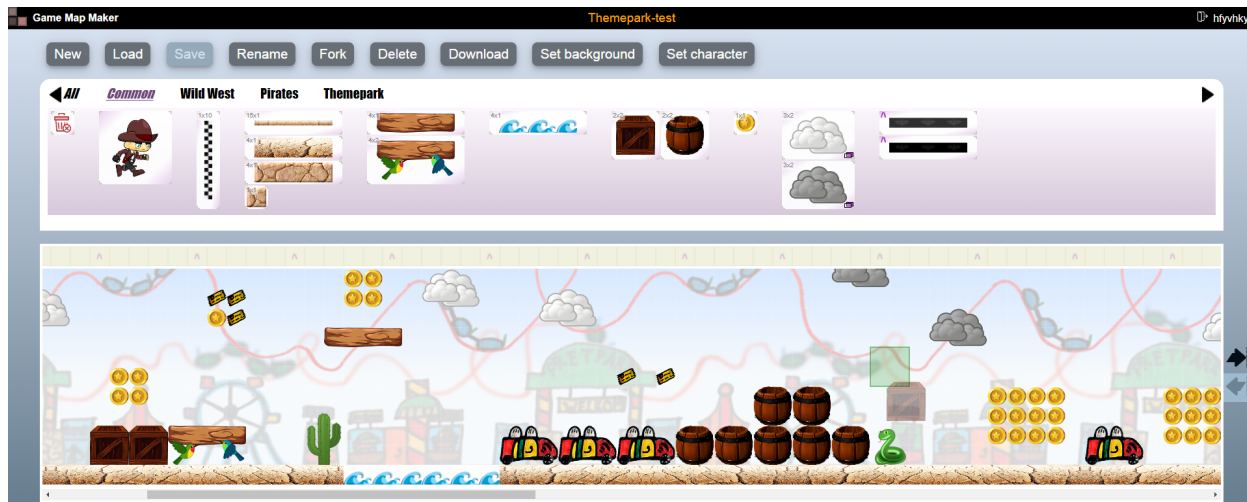 Game Map Maker
Themepark-test
hfyvhky
New
Load
Save
Rename
Fork
Delete
Download
Set background
Set character
All
Common
Wild West
Pirates
Themepark
1x10
15x1
4x1
4x1
1x1
4x1
4x2
4x1
2x2
2x2
1x1
3x2
3x2